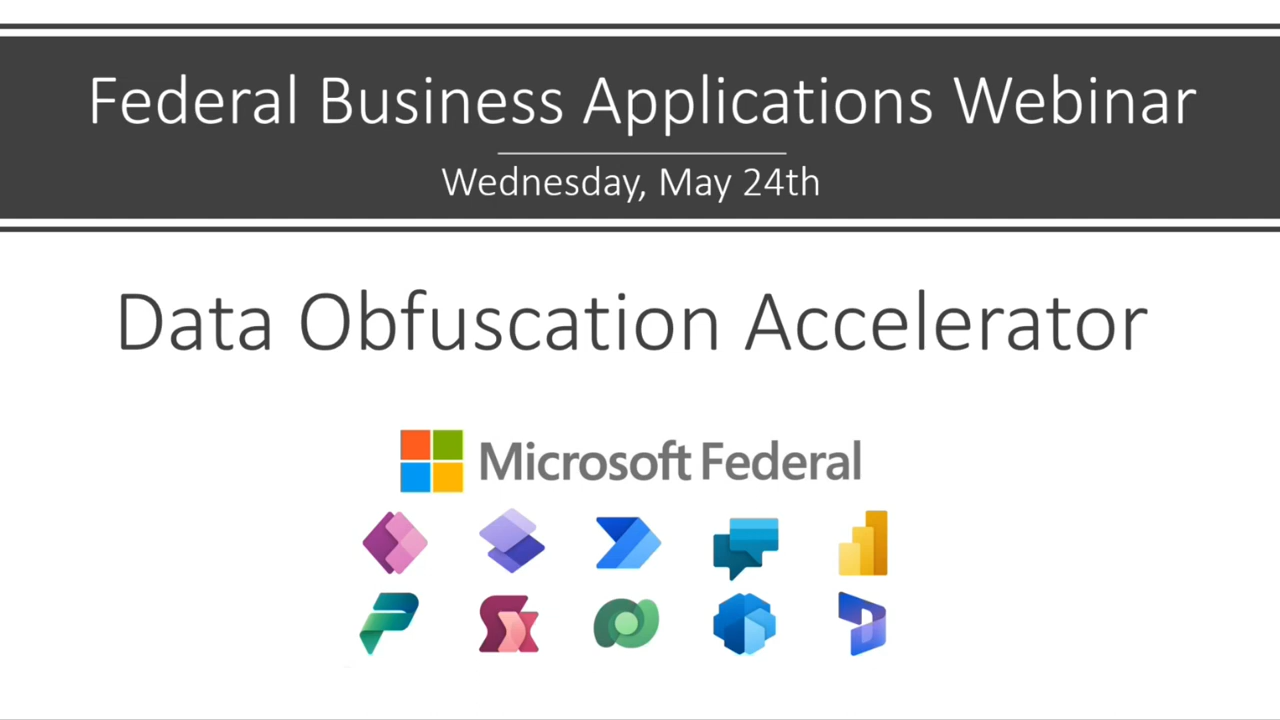 Federal Business Applications Webinar
Wednesday, May 24th
Data Obfuscation Accelerator
Microsoft Federal